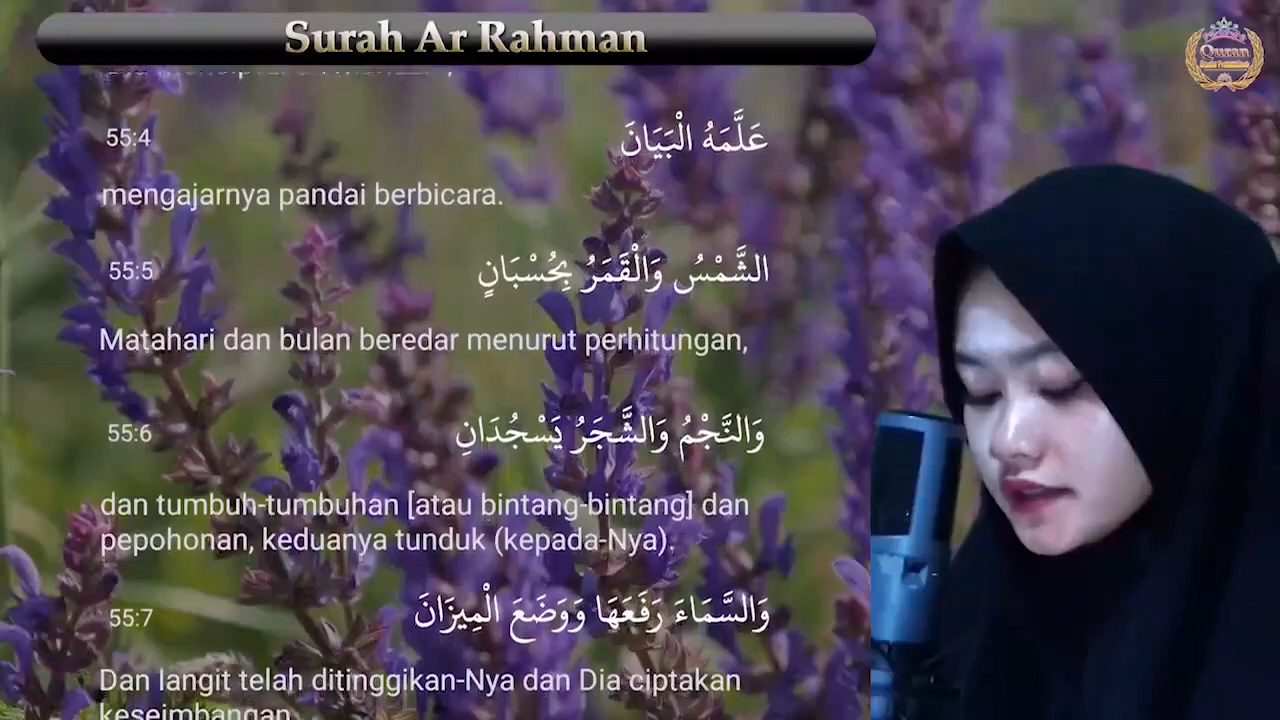 Surah Ar Rahman
Quran
55:4 عَلَّمَهُ الْبَيَانَ
mengajarnya pandai berbicara.
55:5 الشَّمْسُ وَالْقَمَرُ بِحُسْبَانٍ
Matahari dan bulan beredar menurut perhitungan,
55:6 وَالنَّجْمُ وَالشَّجَرُ يَسْجُدَانِ
dan tumbuh-tumbuhan [atau bintang-bintang] dan
pepohonan, keduanya tunduk (kepada-Nya).
55:7 وَالسَّمَاءَ رَفَعَهَا وَوَضَعَ الْمِيزَانَ
Dan langit telah ditinggikan-Nya dan Dia ciptakan
keseimbangan